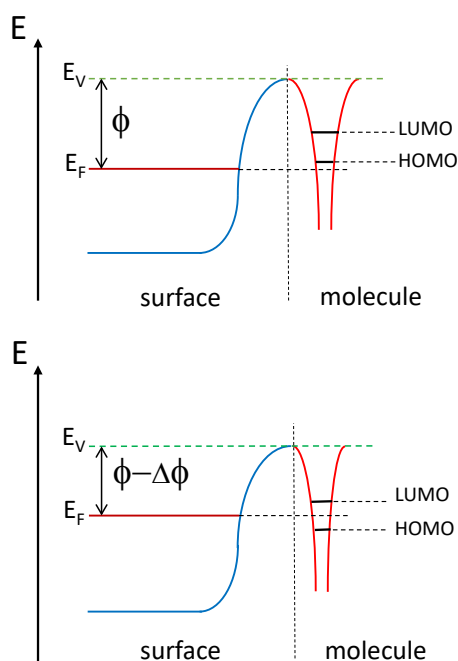 E
E_V
ϕ
LUMO
HOMO
E_F
surface molecule
E
E_V
ϕ−Δϕ
LUMO
E_F
HOMO
surface molecule